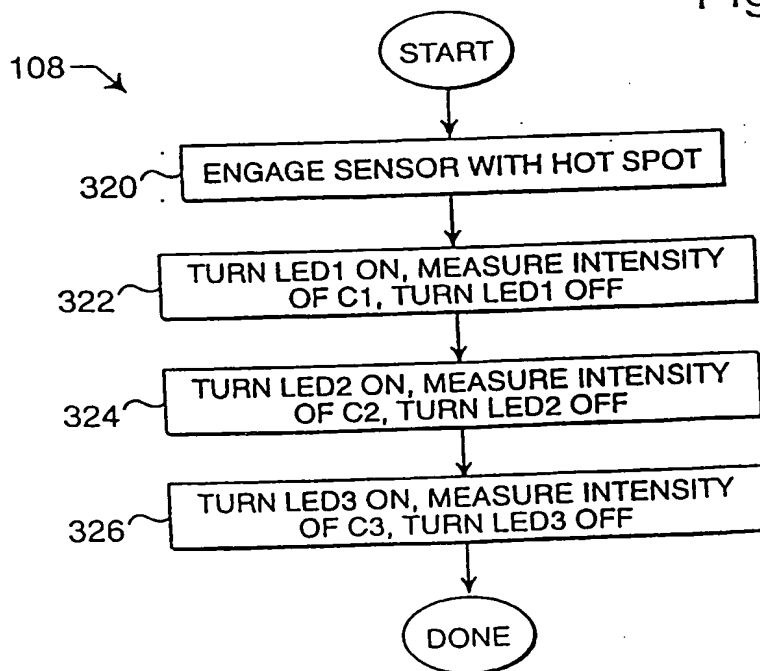 Fig
START
108
ENGAGE SENSOR WITH HOT SPOT
320
TURN LED1 ON, MEASURE INTENSITY
OF C1, TURN LED1 OFF
322
TURN LED2 ON, MEASURE INTENSITY
OF C2, TURN LED2 OFF
324
TURN LED3 ON, MEASURE INTENSITY
OF C3, TURN LED3 OFF
326
DONE